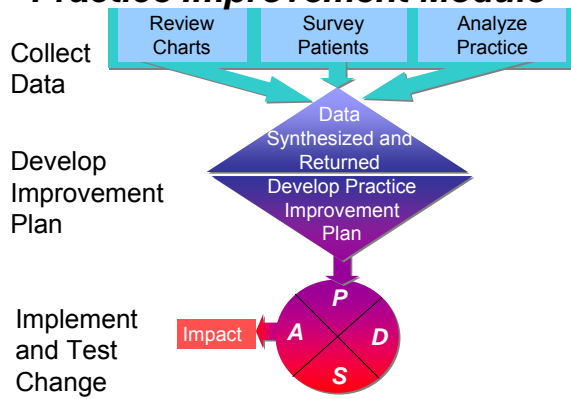 Practice Improvement Module
Review
Charts
Survey
Patients
Analyze
Practice
Collect
Data
Data
Synthesized and
Returned
Develop
Improvement
Plan
Develop Practice
Improvement
Plan
P
A
D
S
Impact
Implement
and Test
Change